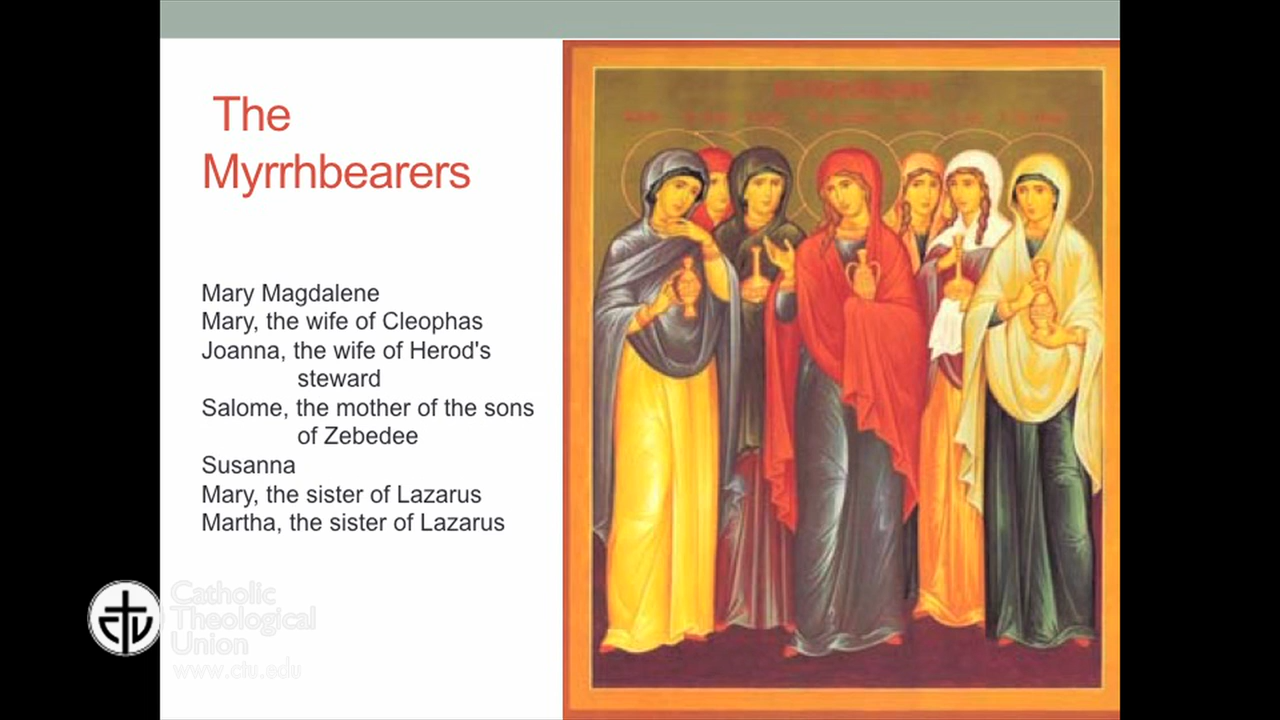 The
Myrrhbearers
Mary Magdalene
Mary, the wife of Cleophas
Joanna, the wife of Herod's
steward
Salome, the mother of the sons
of Zebedee
Susanna
Mary, the sister of Lazarus
Martha, the sister of Lazarus
Catholic
Theological
Union
www.ctu.edu